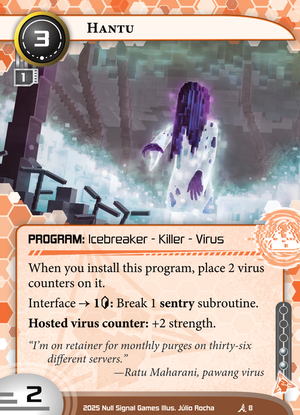 3
Hantu
1
PROGRAM: Icebreaker - Killer - Virus
When you install this program, place 2 virus
counters on it.
Interface → 1: Break 1 sentry subroutine.
Hosted virus counter: +2 strength.
“I’m on retainer for monthly purges on thirty-six
different servers.”
—Ratu Maharani, pawang virus
2
2025 Null Signal Games Illus. Júlio Rocha
8